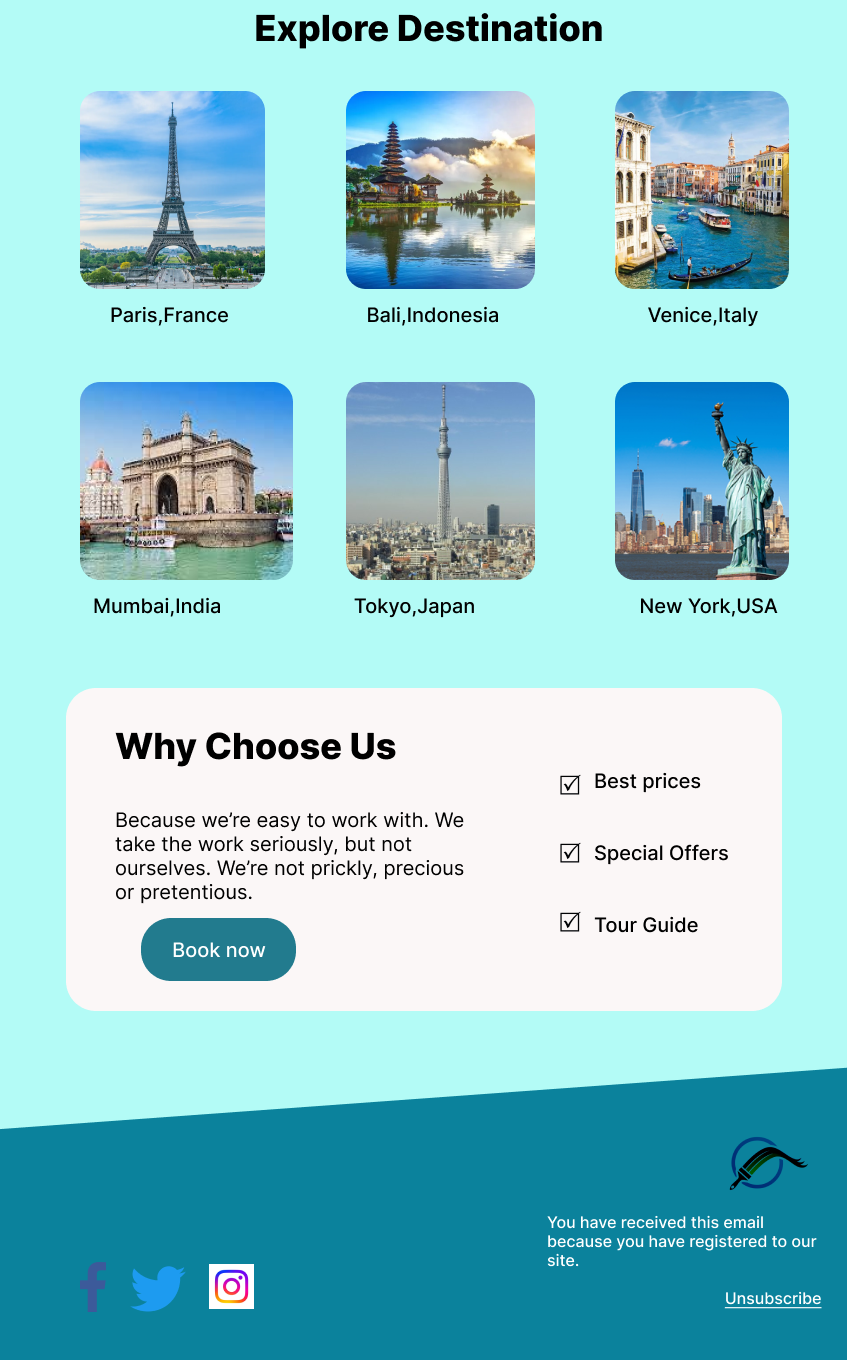 Explore Destination
Paris,France
Bali,Indonesia
Venice,Italy
Mumbai,India
Tokyo,Japan
New York,USA
Why Choose Us
Because we’re easy to work with. We
take the work seriously, but not
ourselves. We’re not prickly, precious
or pretentious.
Book now
Best prices
Special Offers
Tour Guide
You have received this email
because you have registered to our
site.
Unsubscribe